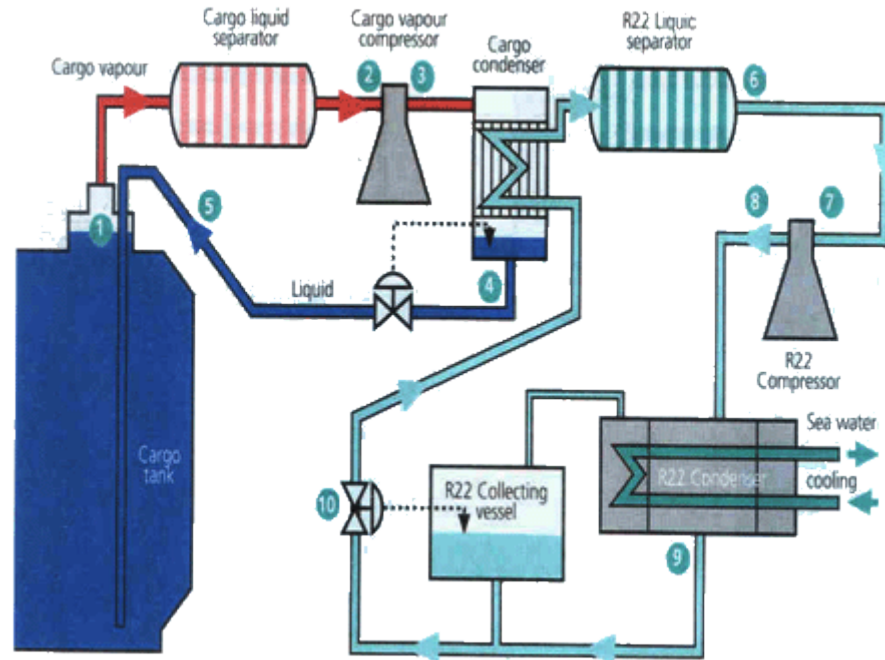 Cargo liquid
separator
Cargo vapour
compressor
Cargo
condenser
R22 Liquic
separator
Cargo vapour
2
3
6
1
5
8
7
4
Liquid
R22
Compressor
Sea water
R22 Condenser
cooling
Cargo
tank
R22 Collecting
vessel
10
9